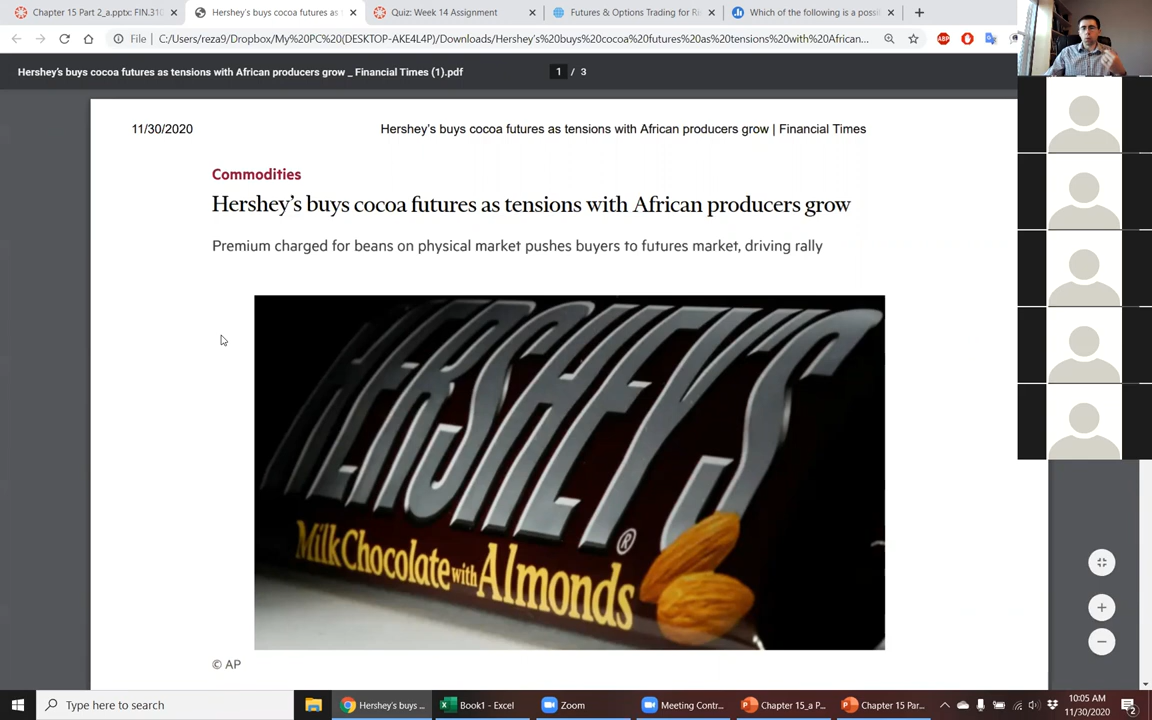 Chapter 15 Part 2_a.pptx: FIN.310
Hershey's buys cocoa futures as t
Quiz: Week 14 Assignment
Futures & Options Trading for Ri
Which of the following is a possi
File
C:/Users/reza9/Dropbox/My%20PC%20(DESKTOP-AKE4L4P)/Downloads/Hershey's%20buys%20cocoa%20futures%20as%20tensions%20with%20African...
ABP
Hershey's buys cocoa futures as tensions with African producers grow _ Financial Times (1).pdf
1 / 3
11/30/2020
Hershey's buys cocoa futures as tensions with African producers grow | Financial Times
Commodities
Hershey's buys cocoa futures as tensions with African producers grow
Premium charged for beans on physical market pushes buyers to futures market, driving rally
HERSHEY'S
®
Milk Chocolate with Almonds
© AP
Type here to search
Hershey's buys ...
Book1 - Excel
Zoom
Meeting Contr...
Chapter 15_a P...
Chapter 15 Par...
10:05 AM
11/30/2020
2